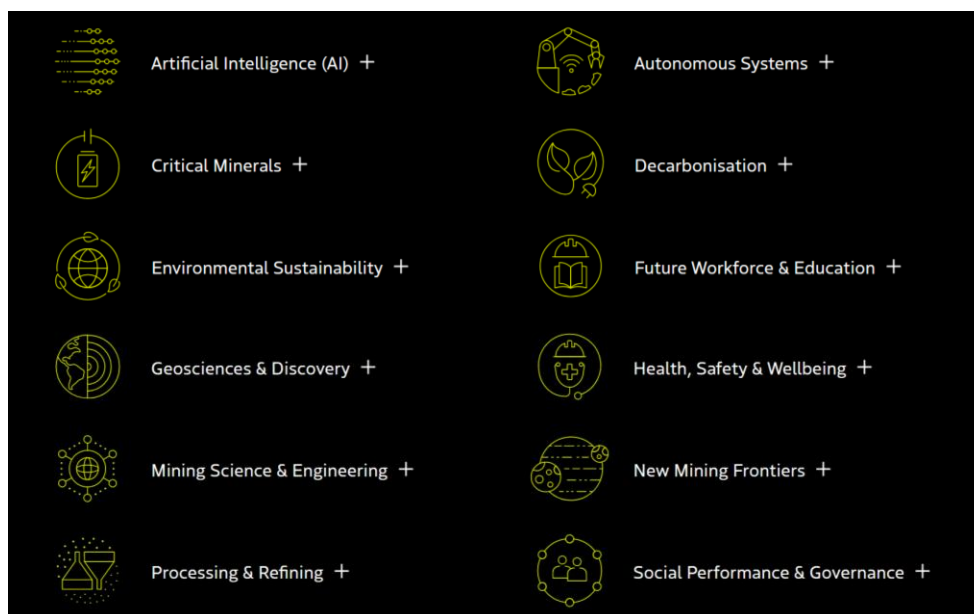 Artificial Intelligence (AI) +
Autonomous Systems +
Critical Minerals +
Decarbonisation +
Environmental Sustainability +
Future Workforce & Education +
Geosciences & Discovery +
Health, Safety & Wellbeing +
Mining Science & Engineering +
New Mining Frontiers +
Processing & Refining +
Social Performance & Governance +